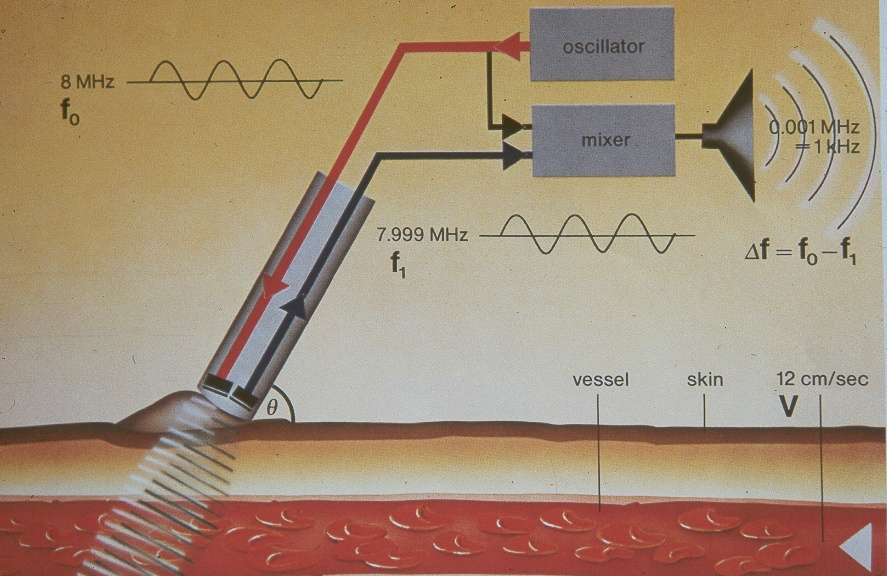 oscillator
8 MHz
f₀
mixer
0.001 MHz
= 1 kHz
7.999 MHz
f₁
Δf = f₀ – f₁
θ
vessel
skin
12 cm/sec
V